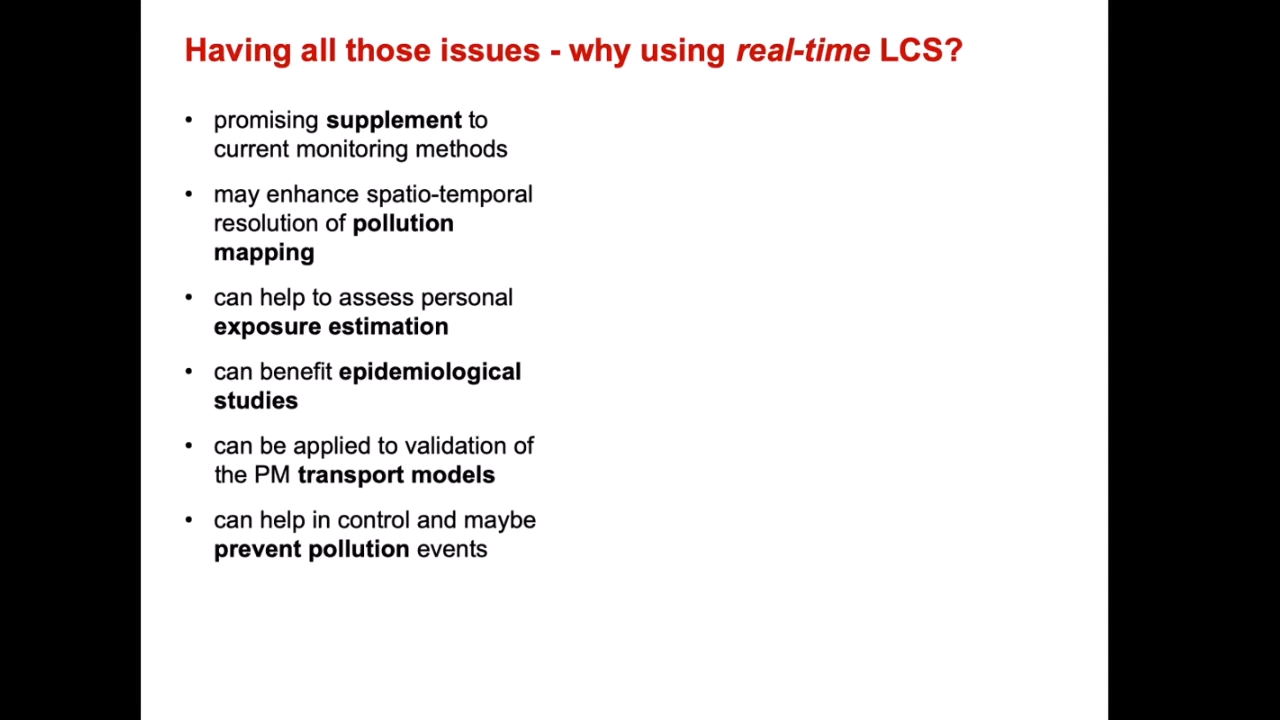 Having all those issues - why using real-time LCS?
• promising supplement to
current monitoring methods
• may enhance spatio-temporal
resolution of pollution
mapping
• can help to assess personal
exposure estimation
• can benefit epidemiological
studies
• can be applied to validation of
the PM transport models
• can help in control and maybe
prevent pollution events